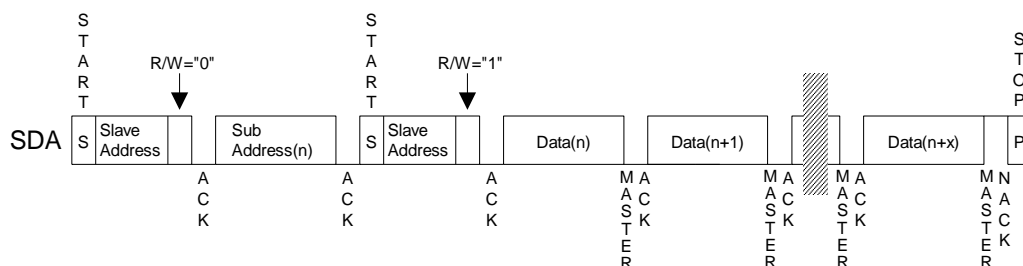 START
START
STOP
R/W="0"
R/W="1"
SDA
S
Slave
Address
Sub
Address(n)
S
Slave
Address
Data(n)
Data(n+1)
Data(n+x)
P
ACK
ACK
ACK
MASTER
ACK
MASTER
ACK
MASTER
ACK
MASTER
NACK